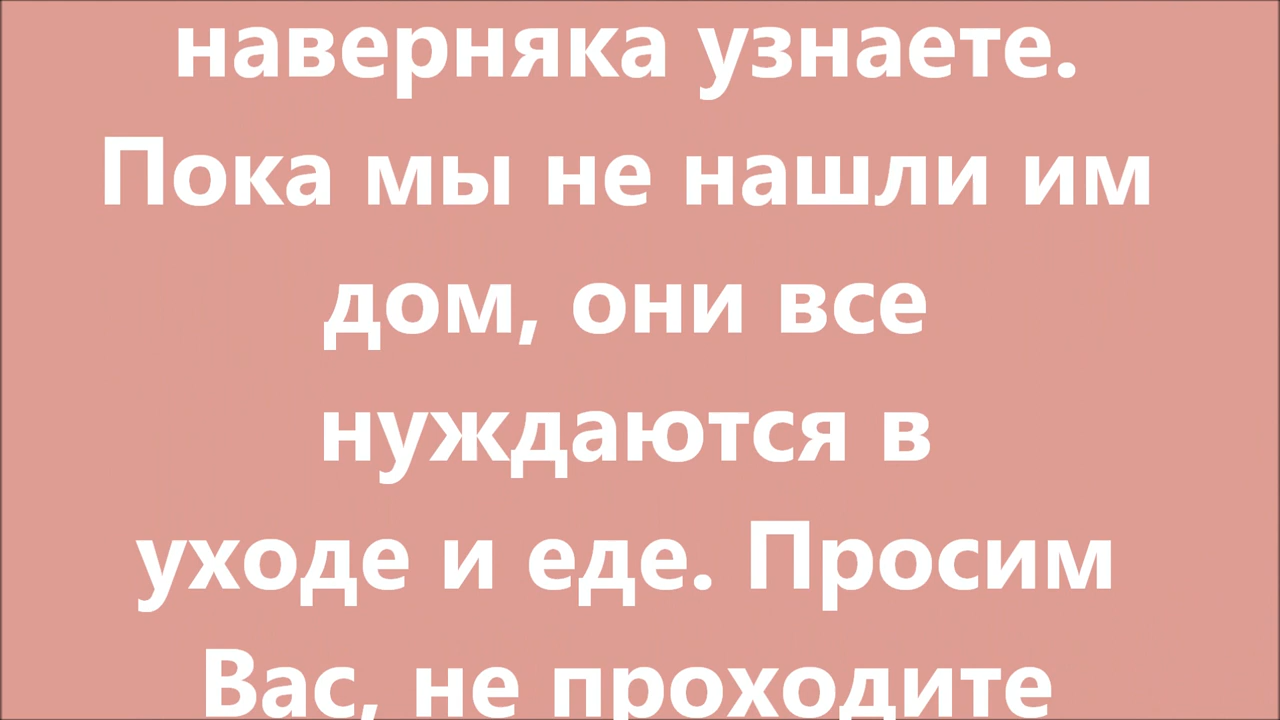 наверняка узнаете.
Пока мы не нашли им
дом, они все
нуждаются в
уходе и еде. Просим
Вас, не проходите